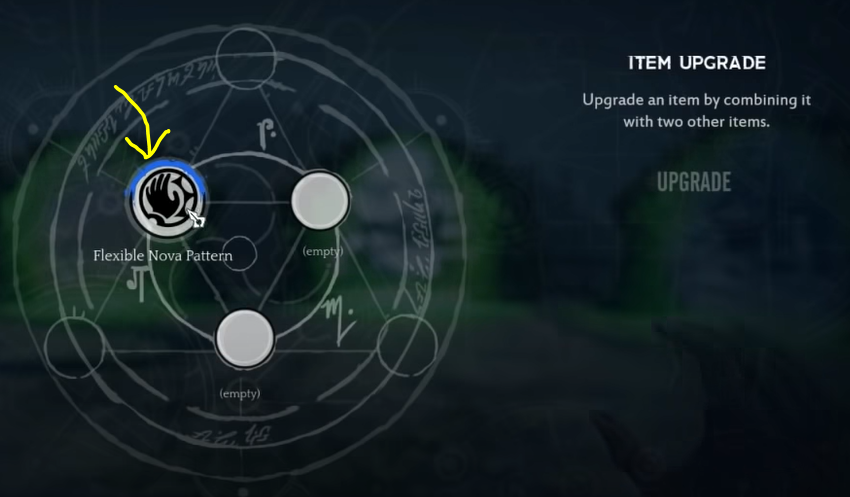 ITEM UPGRADE
Upgrade an item by combining it
with two other items.
UPGRADE
Flexible Nova Pattern
(empty)
(empty)